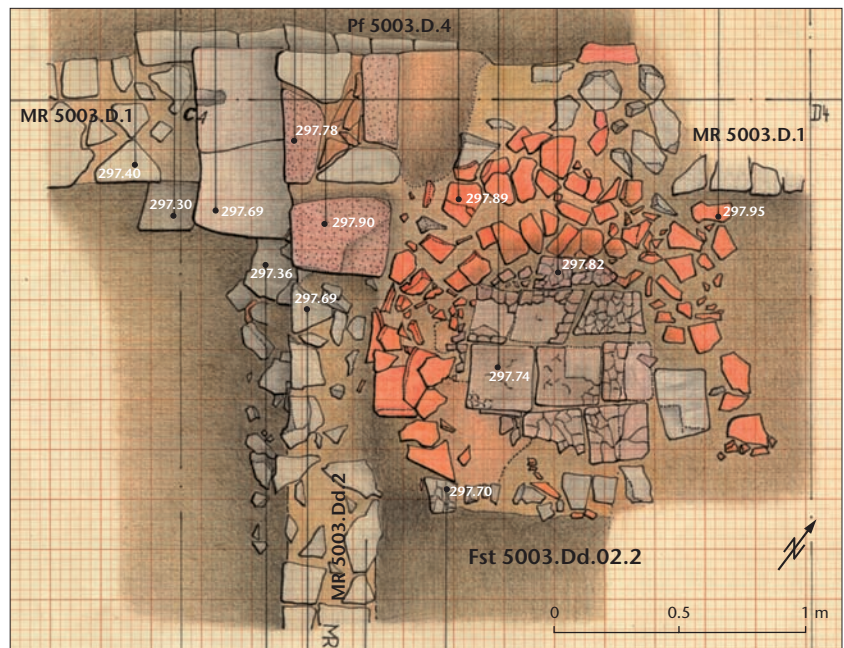 Pf 5003.D.4
MR 5003.D.1
C4
D4
MR 5003.D.1
297.78
297.40
297.30
297.69
297.90
297.89
297.95
297.36
297.82
297.69
297.74
297.70
MR 5003.Dd.2
Fst 5003.Dd.02.2
MR
0 0.5 1 m